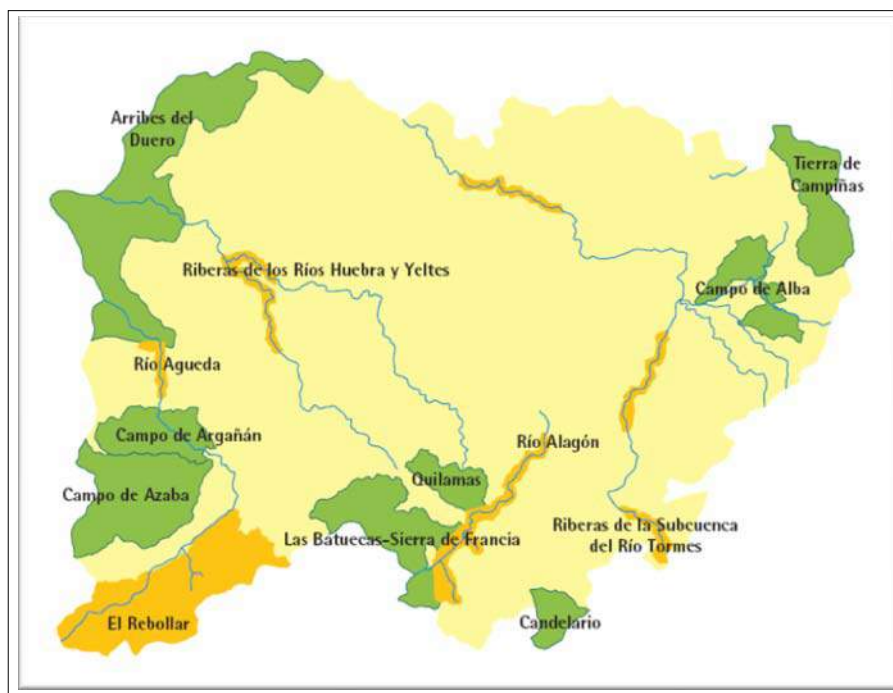 Arribes del
Duero
Tierra de
Campiñas
Riberas de los Ríos Huebra y Yeltes
Campo de Alba
Río Agueda
Campo de Argañán
Río Alagón
Quilamas
Campo de Azaba
Riberas de la Subcuenca
del Río Tormes
Las Batuecas-Sierra de Francia
El Rebollar
Candelario